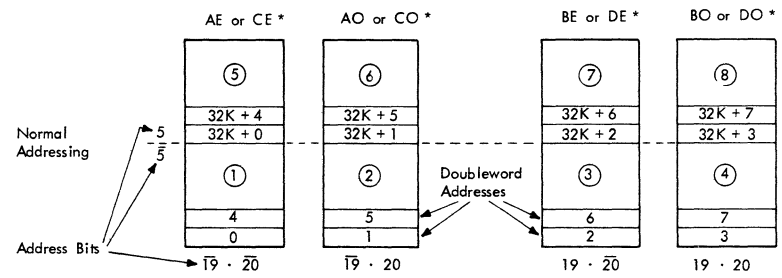 AE or CE * AO or CO * BE or DE * BO or DO *
5 6 7 8
32K + 4 32K + 5 32K + 6 32K + 7
Normal Addressing 5 32K + 0 32K + 1 32K + 2 32K + 3
5̅
1 2 Doubleword Addresses 3 4
4 5 6 7
0 1 2 3
Address Bits 1̅9̅ · 2̅0̅ 1̅9̅ · 20 19 · 2̅0̅ 19 · 20